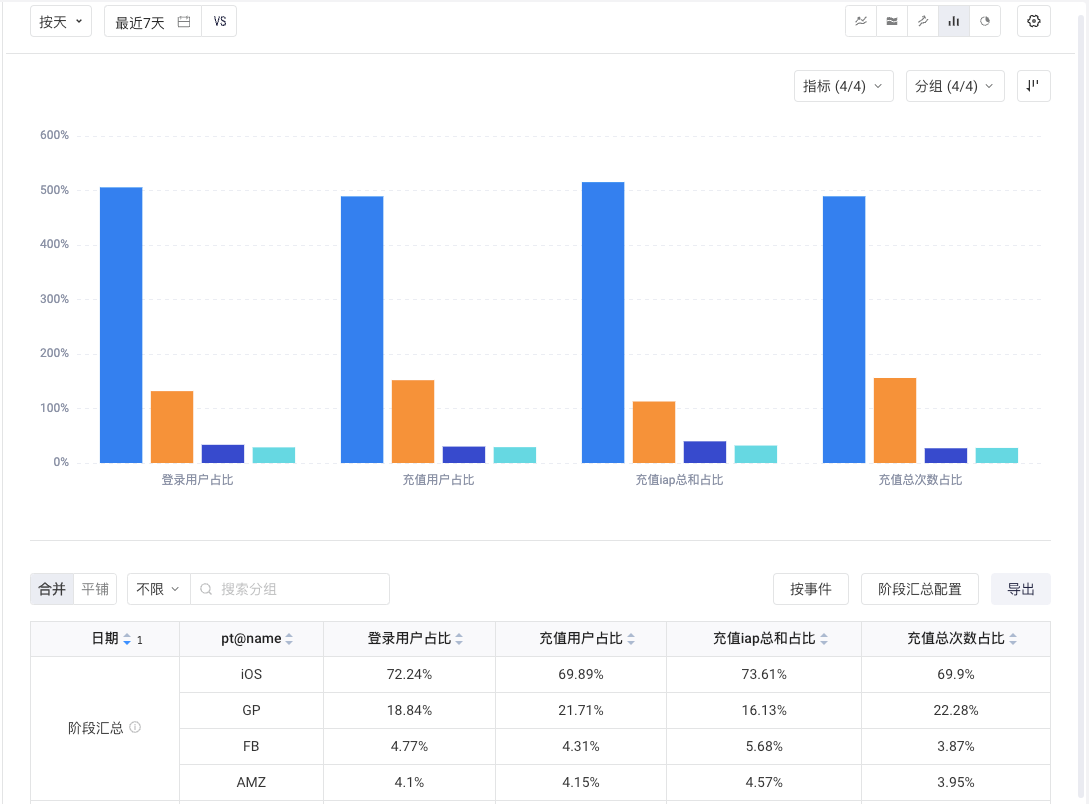 按天 最近7天 VS
指标 (4/4) 分组 (4/4)
600%
500%
400%
300%
200%
100%
0%
登录用户占比 充值用户占比 充值iap总和占比 充值总次数占比
合并 平铺 不限 搜索分组 按事件 阶段汇总配置 导出
日期 1 pt@name 登录用户占比 充值用户占比 充值iap总和占比 充值总次数占比
iOS 72.24% 69.89% 73.61% 69.9%
GP 18.84% 21.71% 16.13% 22.28%
阶段汇总
FB 4.77% 4.31% 5.68% 3.87%
AMZ 4.1% 4.15% 4.57% 3.95%